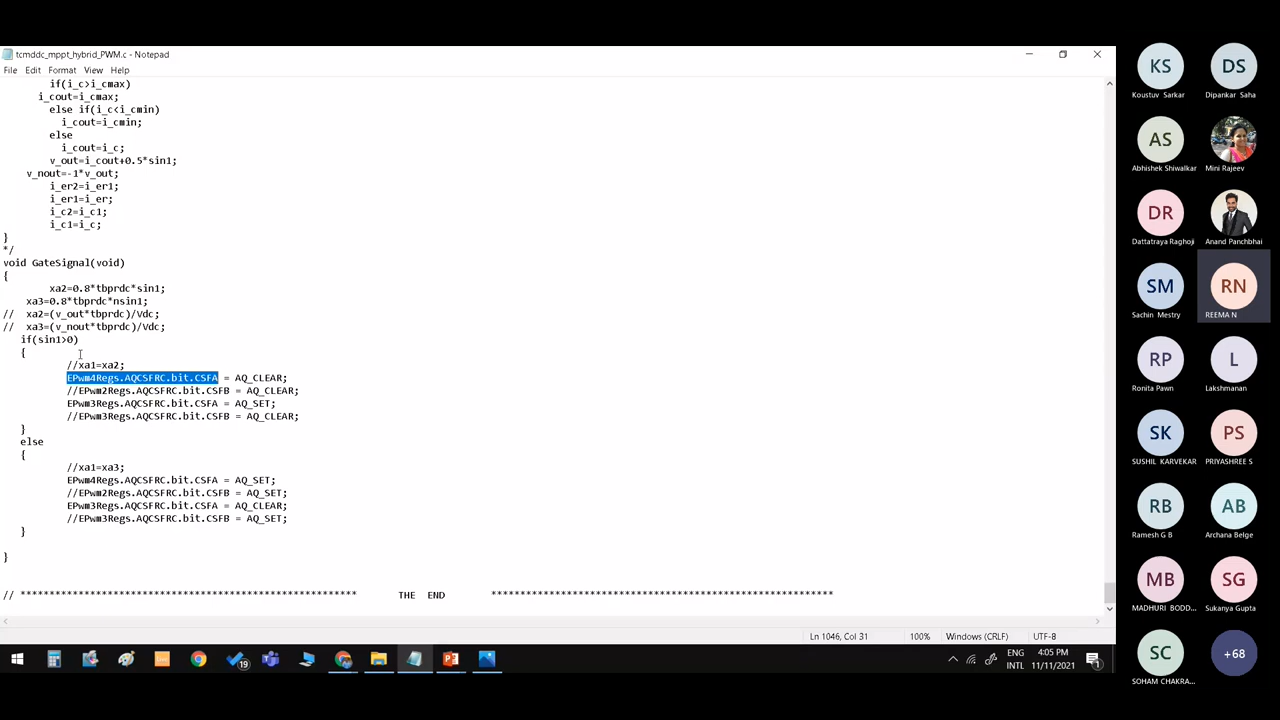 tcmddc_mppt_hybrid_PWM.c - Notepad
File Edit Format View Help
if(i_c>i_cmax)
i_cout=i_cmax;
else if(i_c<i_cmin)
i_cout=i_cmin;
else
i_cout=i_c;
v_out=i_cout+0.5*sin1;
v_nout=-1*v_out;
i_er2=i_er1;
i_er1=i_er;
i_c2=i_c1;
i_c1=i_c;
}
*/
void GateSignal(void)
{
xa2=0.8*tbprdc*sin1;
xa3=0.8*tbprdc*nsin1;
// xa2=(v_out*tbprdc)/Vdc;
// xa3=(v_nout*tbprdc)/Vdc;
if(sin1>0)
{
//xa1=xa2;
EPwm4Regs.AQCSFRC.bit.CSFA = AQ_CLEAR;
//EPwm2Regs.AQCSFRC.bit.CSFB = AQ_CLEAR;
EPwm3Regs.AQCSFRC.bit.CSFA = AQ_SET;
//EPwm3Regs.AQCSFRC.bit.CSFB = AQ_CLEAR;
}
else
{
//xa1=xa3;
EPwm4Regs.AQCSFRC.bit.CSFA = AQ_SET;
//EPwm2Regs.AQCSFRC.bit.CSFB = AQ_SET;
EPwm3Regs.AQCSFRC.bit.CSFA = AQ_CLEAR;
//EPwm3Regs.AQCSFRC.bit.CSFB = AQ_SET;
}
}
// ********************************************************* THE END ***********************************************************
Ln 1046, Col 31 100% Windows (CRLF) UTF-8
19
ENG
INTL
4:05 PM
11/11/2021
1
KS DS
Koustuv Sarkar Dipankar Saha
AS
Abhishek Shiwalkar Mini Rajeev
DR
Dattatraya Raghoji Anand Panchbhai
SM RN
Sachin Mestry REEMA N
RP L
Ronita Pawn Lakshmanan
SK PS
SUSHIL KARVEKAR PRIYASHREE S
RB AB
Ramesh G B Archana Belge
MB SG
MADHURI BODD... Sukanya Gupta
SC +68
SOHAM CHAKRA...